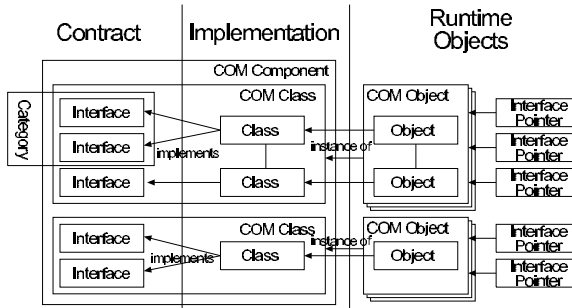 Contract
Implementation
Runtime
Objects
COM Component
COM Class
COM Object
Category
Interface
Interface
Interface
implements
Class
Class
instance of
Object
Object
Interface
Pointer
Interface
Pointer
Interface
Pointer
COM Class
COM Object
Interface
Interface
implements
Class
instance of
Object
Interface
Pointer
Interface
Pointer